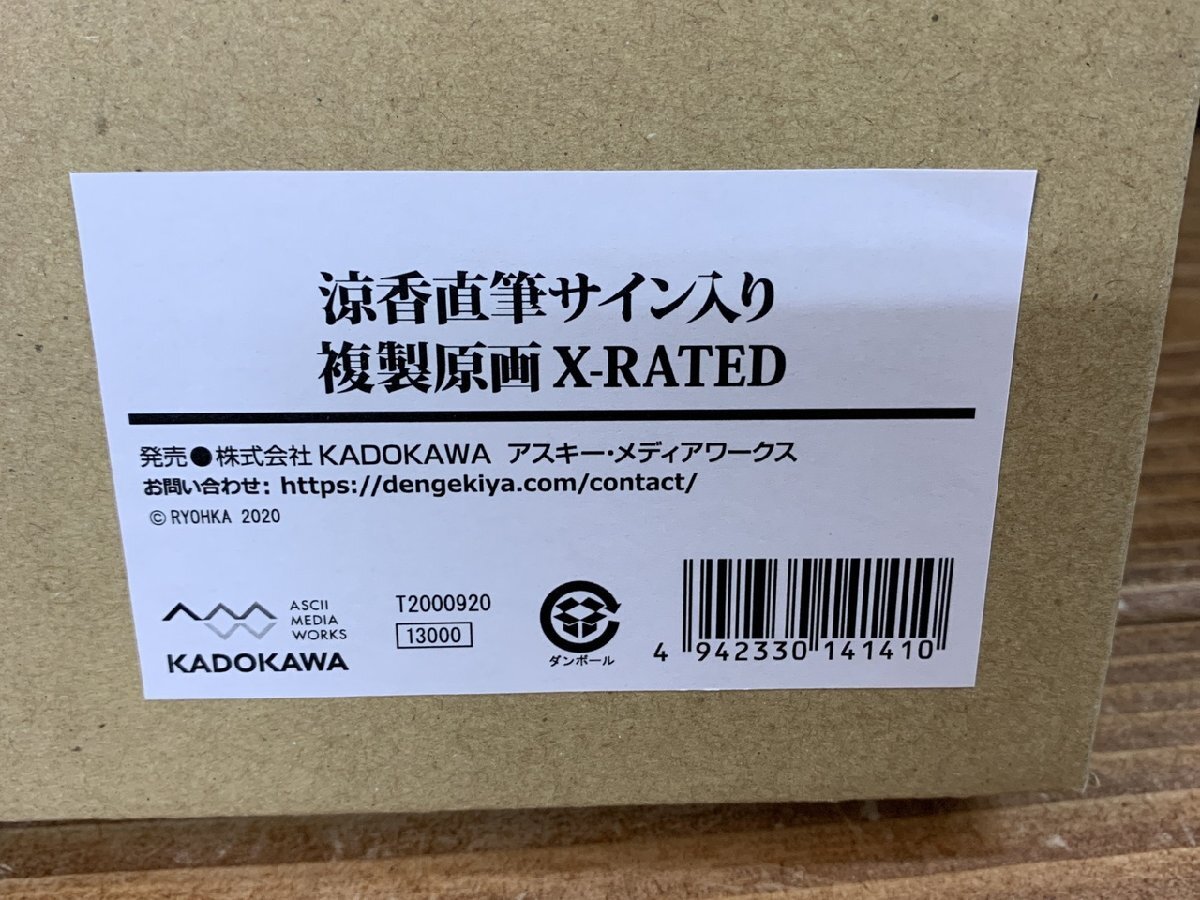 涼香直筆サイン入り
複製原画 X-RATED
発売●株式会社 KADOKAWA アスキー・メディアワークス
お問い合わせ: https://dengekiya.com/contact/
© RYOHKA 2020
ASCII
MEDIA
WORKS
KADOKAWA
T2000920
13000
ダンボール
4 942330 141410